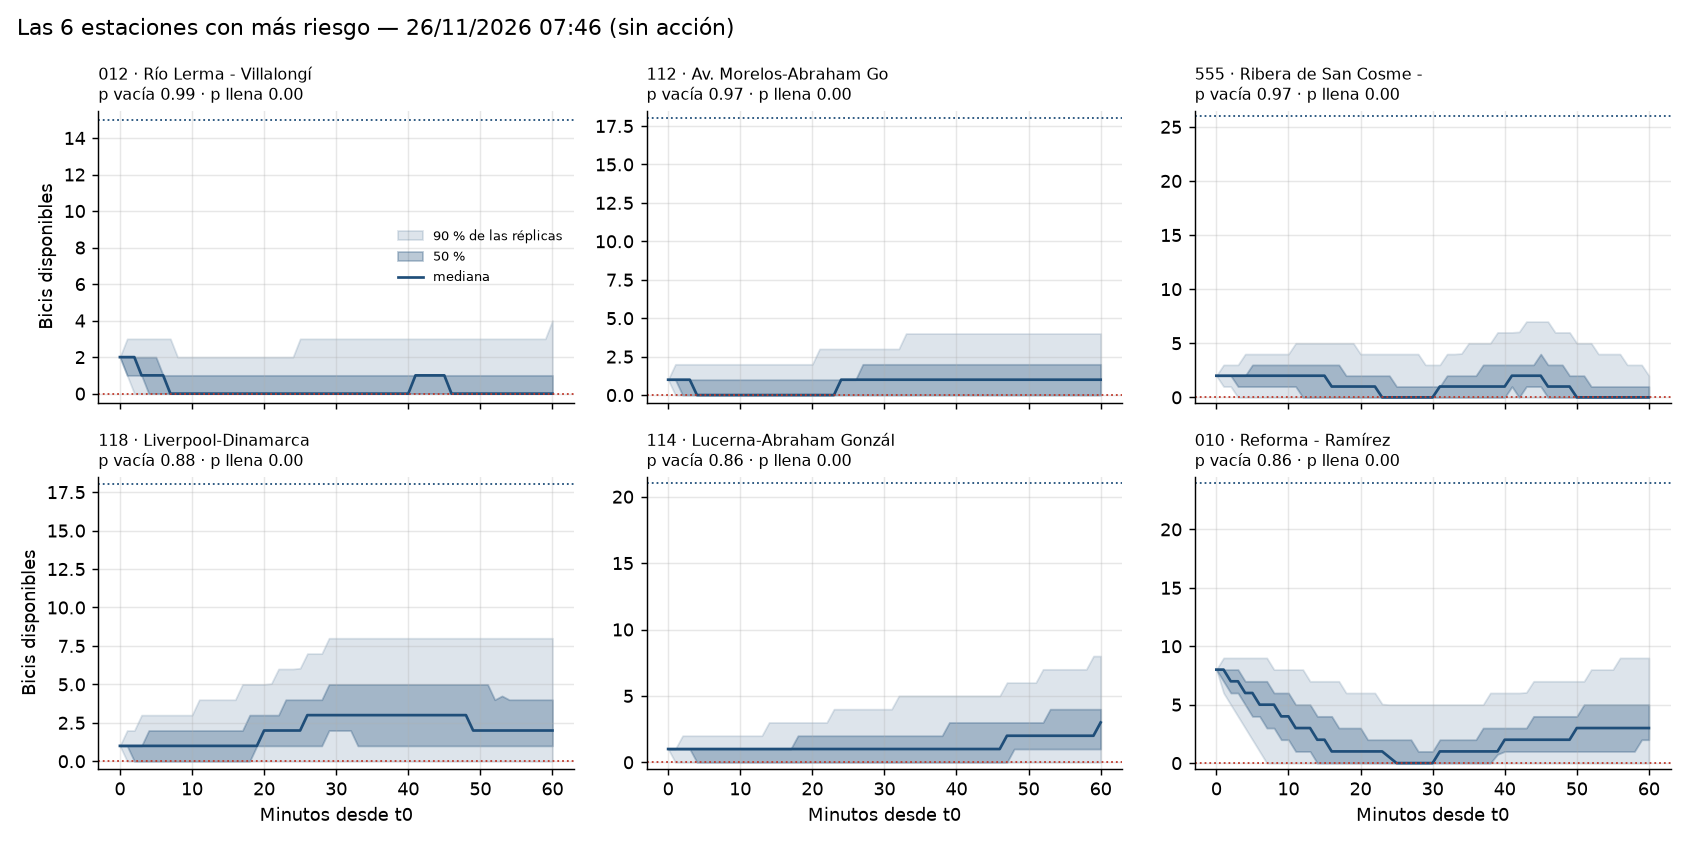 Las 6 estaciones con más riesgo — 26/11/2026 07:46 (sin acción)
012 · Río Lerma - Villalongí
p vacía 0.99 · p llena 0.00
14
12
10
8
6
4
2
0
Bicis disponibles
90 % de las réplicas
50 %
mediana
112 · Av. Morelos-Abraham Go
p vacía 0.97 · p llena 0.00
17.5
15.0
12.5
10.0
7.5
5.0
2.5
0.0
555 · Ribera de San Cosme -
p vacía 0.97 · p llena 0.00
25
20
15
10
5
0
118 · Liverpool-Dinamarca
p vacía 0.88 · p llena 0.00
17.5
15.0
12.5
10.0
7.5
5.0
2.5
0.0
Bicis disponibles
0 10 20 30 40 50 60
Minutos desde t0
114 · Lucerna-Abraham Gonzál
p vacía 0.86 · p llena 0.00
20
15
10
5
0
0 10 20 30 40 50 60
Minutos desde t0
010 · Reforma - Ramírez
p vacía 0.86 · p llena 0.00
20
15
10
5
0
0 10 20 30 40 50 60
Minutos desde t0